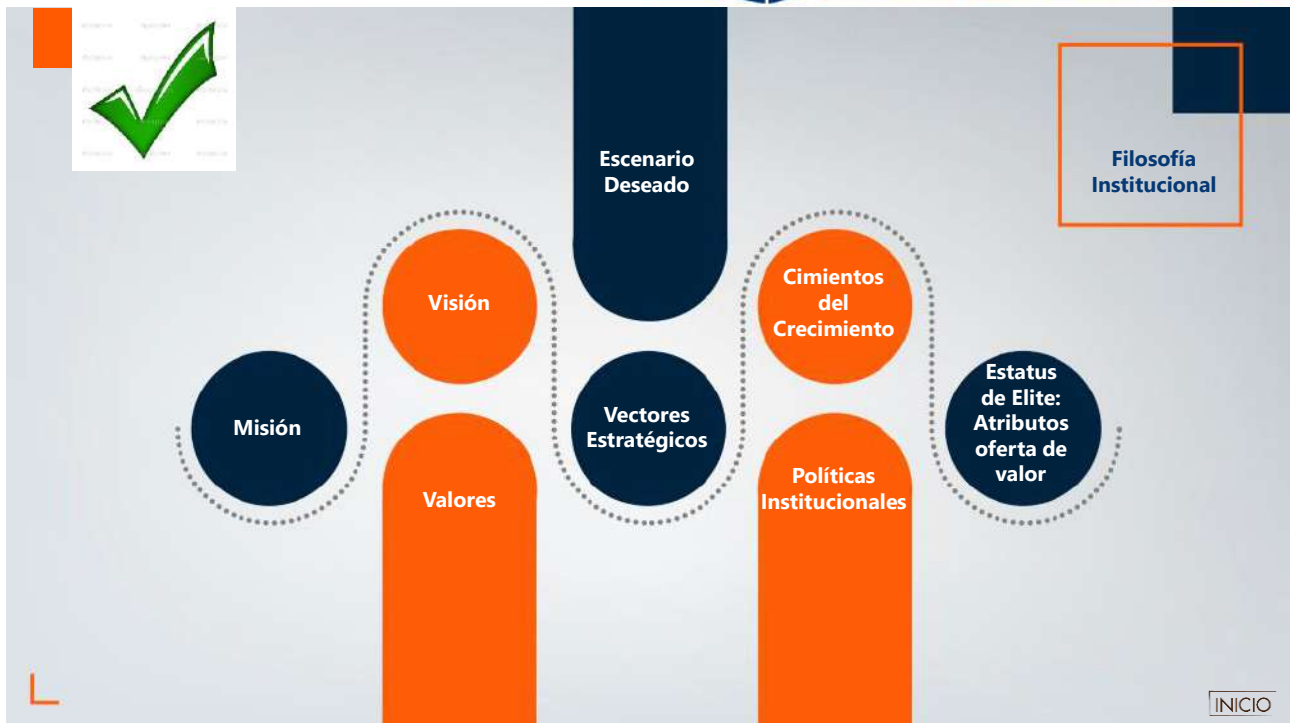 Filosofía
Institucional
Misión
Visión
Valores
Escenario
Deseado
Vectores
Estratégicos
Cimientos
del
Crecimiento
Políticas
Institucionales
Estatus
de Elite:
Atributos
oferta de
valor
INICIO